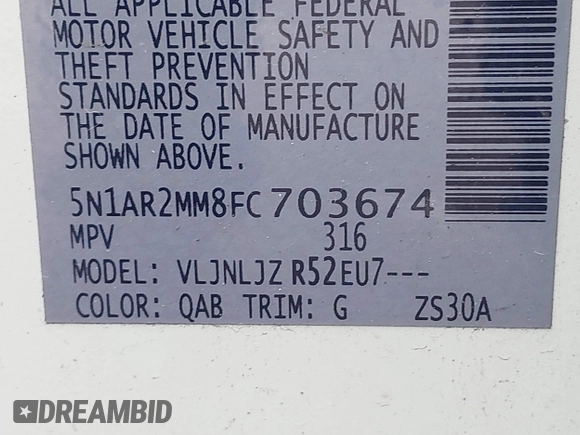 ALL APPLICABLE FEDERAL
MOTOR VEHICLE SAFETY AND
THEFT PREVENTION
STANDARDS IN EFFECT ON
THE DATE OF MANUFACTURE
SHOWN ABOVE.
5N1AR2MM8FC703674
MPV 316
MODEL: VLJNLJZ R52EU7---
COLOR: QAB TRIM: G ZS30A
DREAMBID